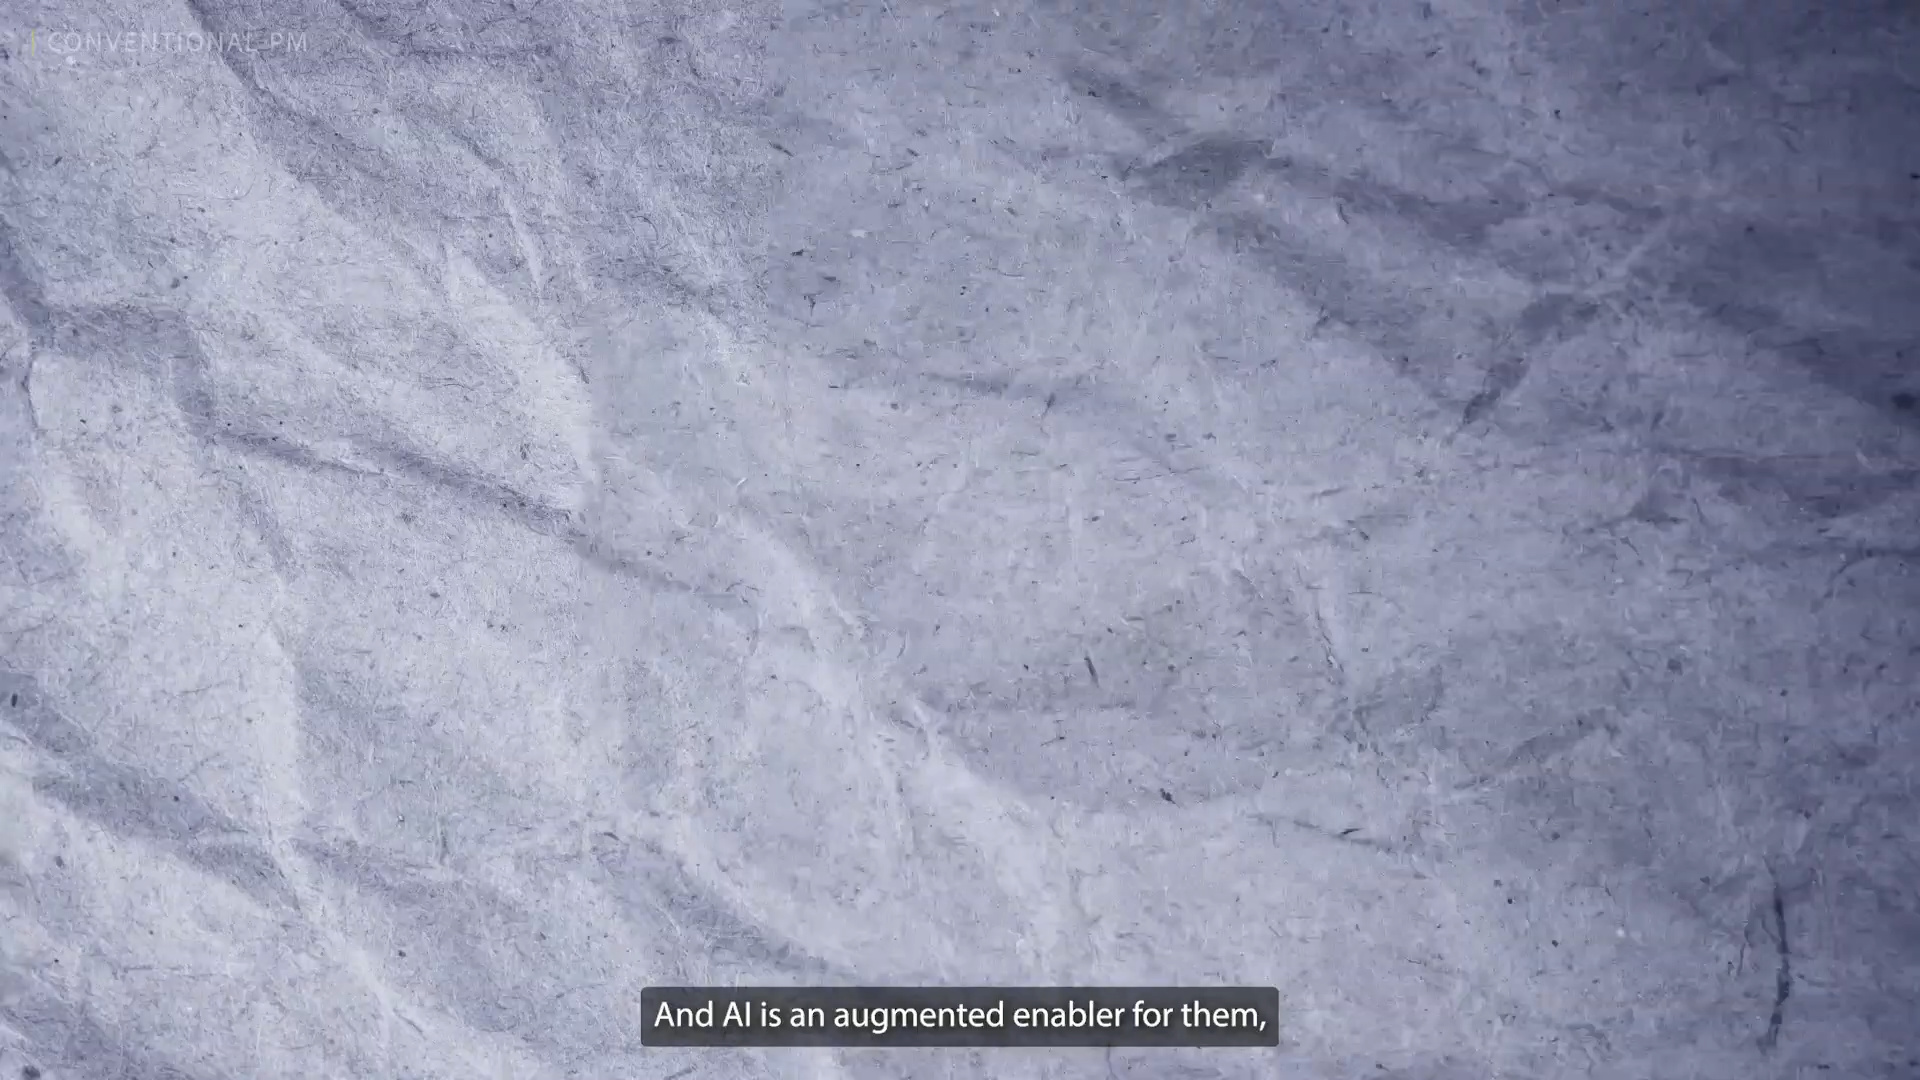 CONVENTIONAL PM
And AI is an augmented enabler for them,